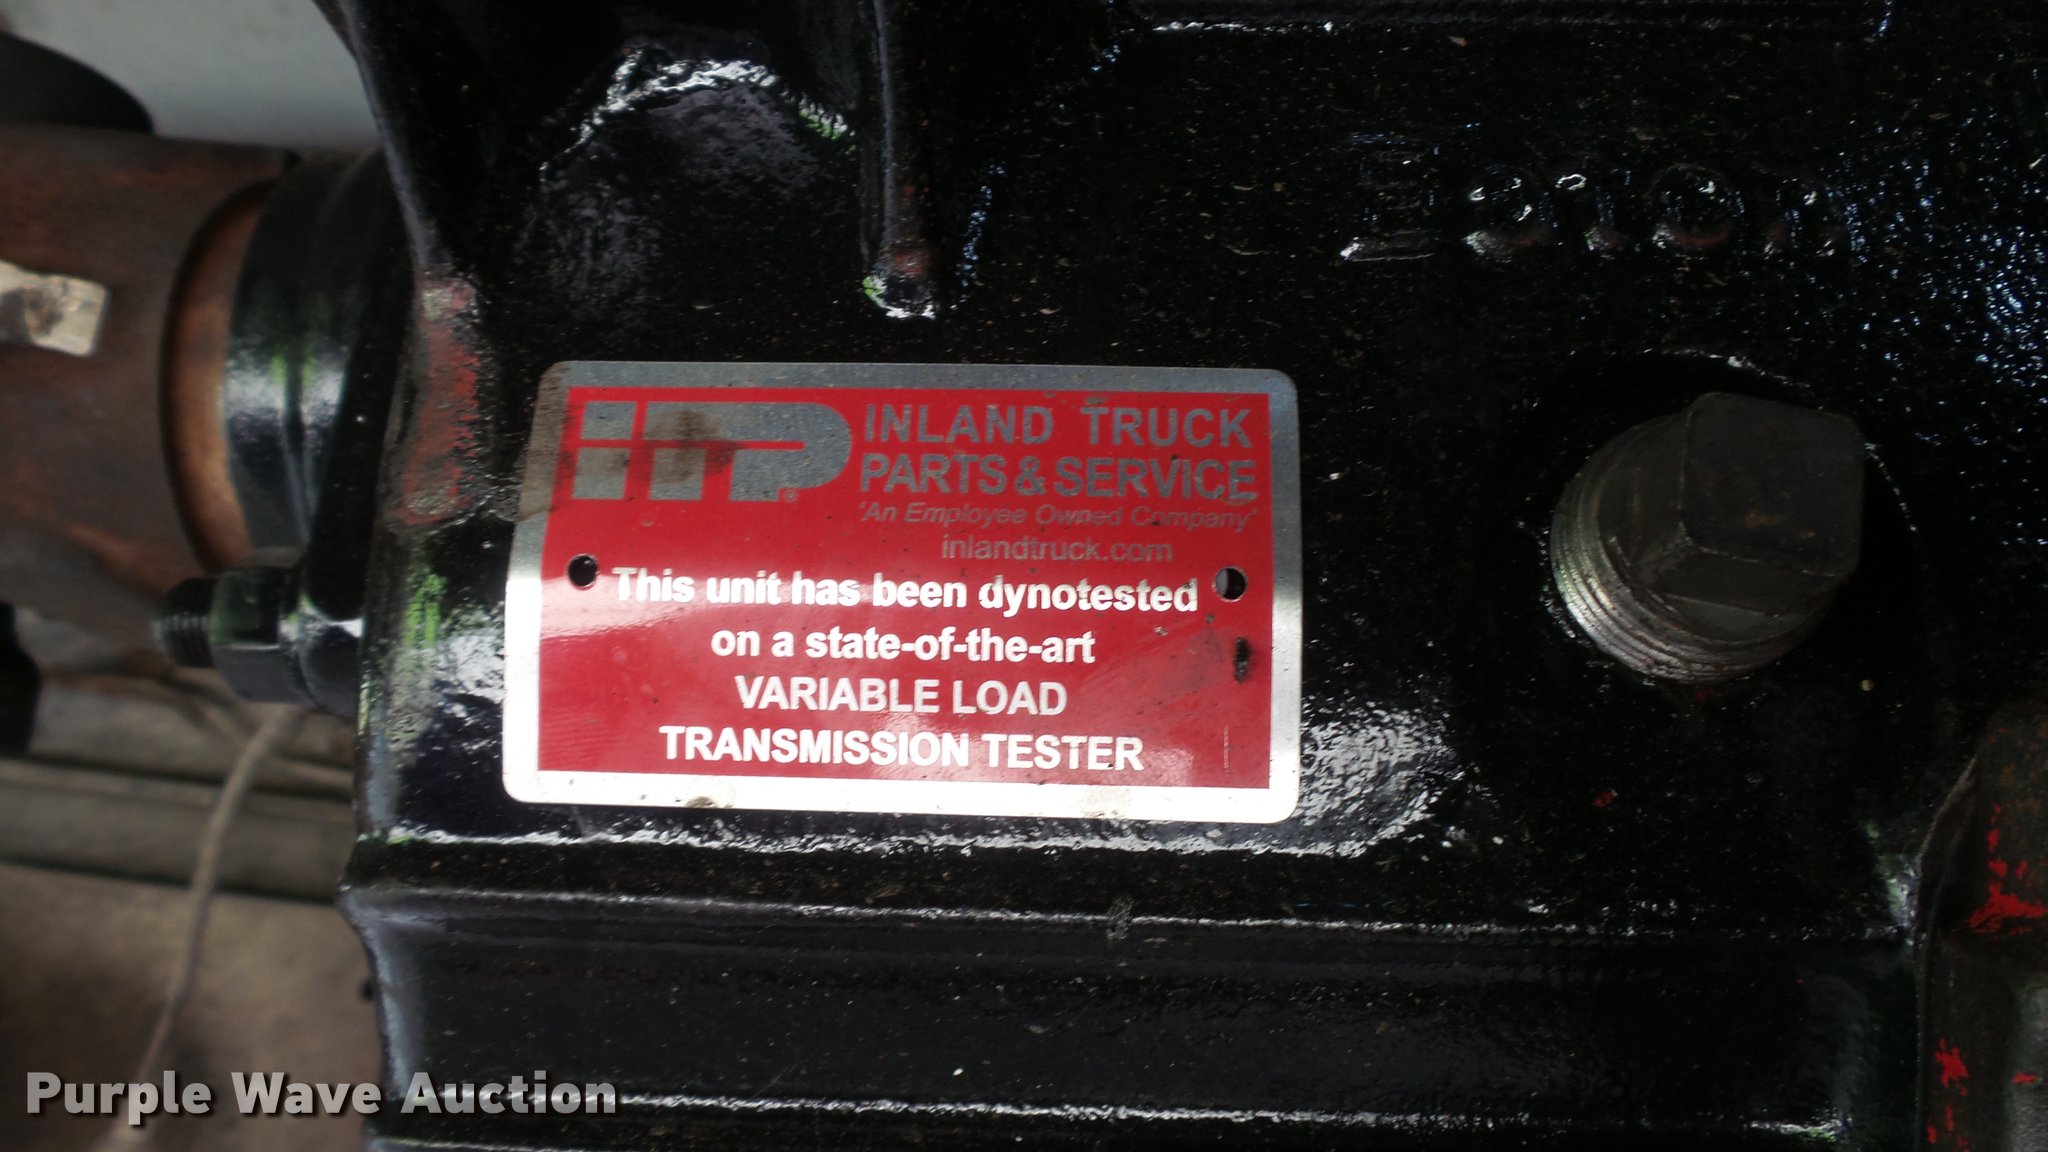 ITP® INLAND TRUCK
PARTS & SERVICE
'An Employee Owned Company'
inlandtruck.com
This unit has been dynotested
on a state-of-the-art
VARIABLE LOAD
TRANSMISSION TESTER
Purple Wave Auction